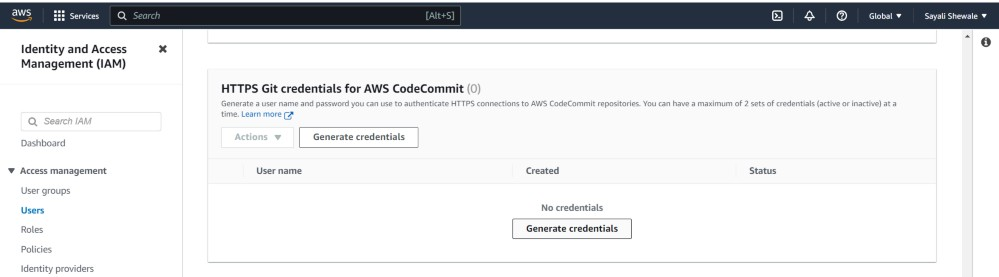 aws Services Search [Alt+S] Global ▼ Sayali Shewale ▼
Identity and Access
Management (IAM)
Search IAM
Dashboard
Access management
User groups
Users
Roles
Policies
Identity providers
HTTPS Git credentials for AWS CodeCommit (0)
Generate a user name and password you can use to authenticate HTTPS connections to AWS CodeCommit repositories. You can have a maximum of 2 sets of credentials (active or inactive) at a
time. Learn more
Actions ▼ Generate credentials
User name Created Status
No credentials
Generate credentials